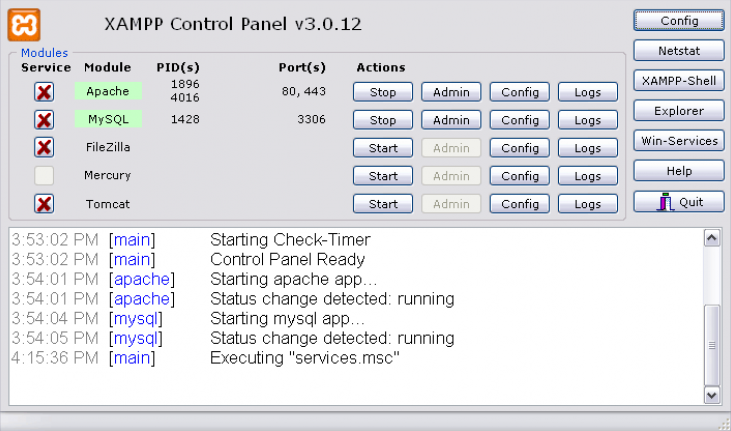 XAMPP Control Panel v3.0.12
Config
Modules
Netstat
Service Module PID(s) Port(s) Actions
XAMPP-Shell
Apache 1896 4016 80, 443 Stop Admin Config Logs
Explorer
MySQL 1428 3306 Stop Admin Config Logs
Win-Services
FileZilla Start Admin Config Logs
Help
Mercury Start Admin Config Logs
Quit
Tomcat Start Config Logs
3:53:02 PM [main] Starting Check-Timer
3:53:02 PM [main] Control Panel Ready
3:54:01 PM [apache] Starting apache app...
3:54:01 PM [apache] Status change detected: running
3:54:04 PM [mysql] Starting mysql app...
3:54:05 PM [mysql] Status change detected: running
4:15:36 PM [main] Executing "services.msc"